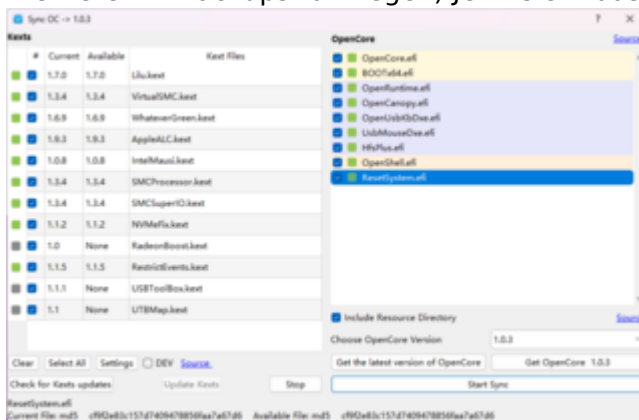 Sync OC -> 1.0.3
Kexts
# Current Available Kext Files
1.7.0 1.7.0 Lilu.kext
1.3.4 1.3.4 VirtualSMC.kext
1.6.9 1.6.9 WhateverGreen.kext
1.9.3 1.9.3 AppleALC.kext
1.0.8 1.0.8 IntelMausi.kext
1.3.4 1.3.4 SMCProcessor.kext
1.3.4 1.3.4 SMCSuperIO.kext
1.1.2 1.1.2 NVMeFix.kext
1.0 None RadeonBoost.kext
1.1.5 1.1.5 RestrictEvents.kext
1.1.1 None USBToolBox.kext
1.1 None UTBMap.kext
Clear Select All Settings DEV Source
Check for Kexts updates Update Kexts Stop
OpenCore Source
OpenCore.efi
BOOTx64.efi
OpenRuntime.efi
OpenCanopy.efi
OpenUsbKbDxe.efi
UsbMouseDxe.efi
HfsPlus.efi
OpenShell.efi
ResetSystem.efi
Include Resource Directory
Choose OpenCore Version 1.0.3
Get the latest version of OpenCore Get OpenCore 1.0.3
Start Sync
ResetSystem.efi
Current File: md5 Available File: md5